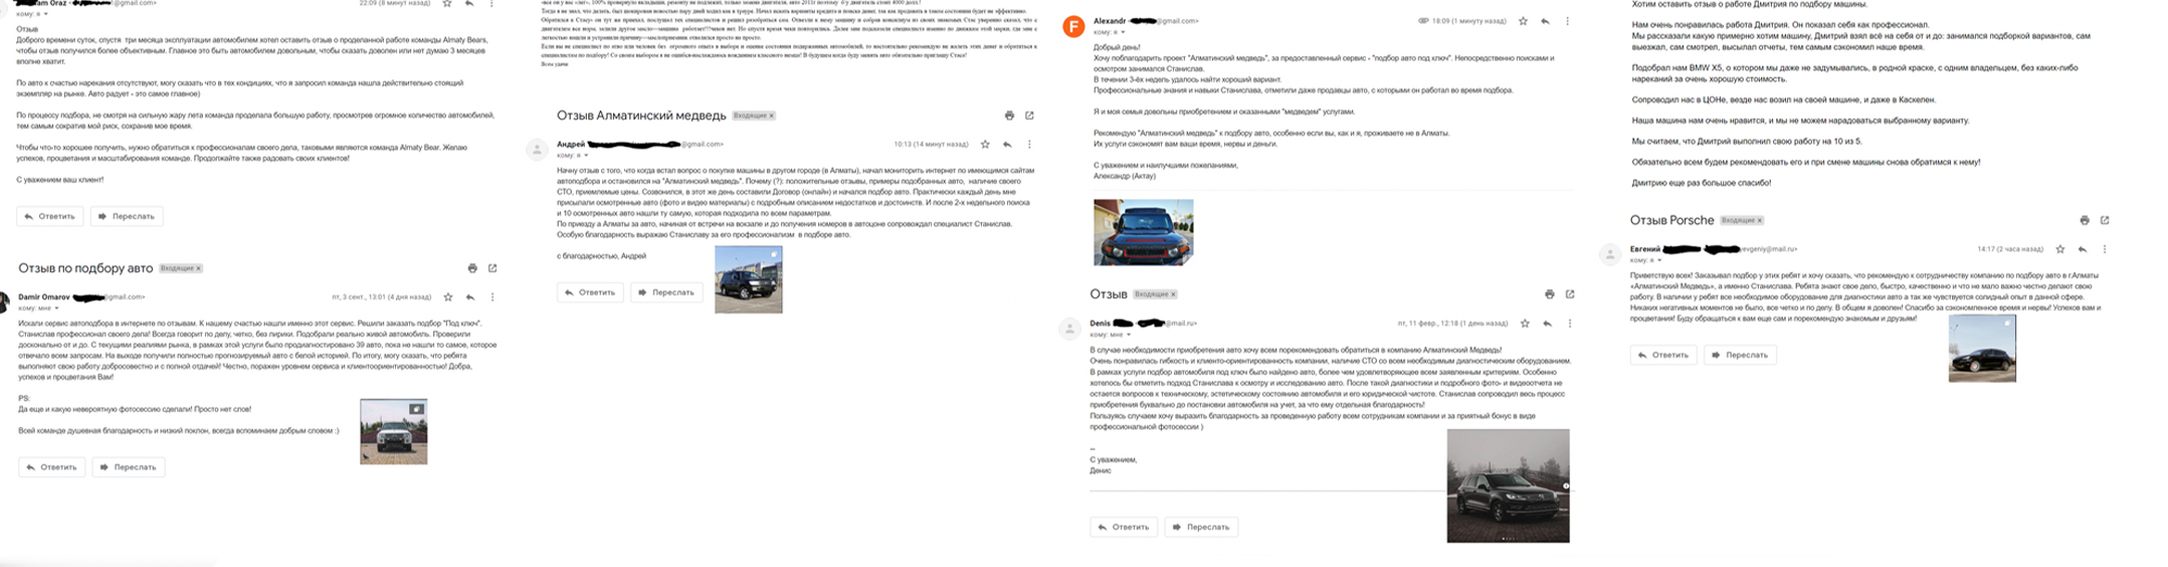 am Oraz
@gmail.com>
22:09 (8 минут назад)
кому: я
Отзыв
Доброго времени суток, спустя три месяца эксплуатации автомобилем хотел оставить отзыв о проделанной работе команды Almaty Bears,
чтобы отзыв получился более объективным. Главное это быть автомобилем довольным, чтобы сказать доволен или нет думаю 3 месяцев
вполне хватит.
По авто к счастью нарекания отсутствуют, могу сказать что в тех кондициях, что я запросил команда нашла действительно стоящий
экземпляр на рынке. Авто радует - это самое главное)
По процессу подбора, не смотря на сильную жару лета команда проделала большую работу, просмотрев огромное количество автомобилей,
тем самым сократив мой риск, сохранив мое время.
Чтобы что-то хорошее получить, нужно обратиться к профессионалам своего дела, таковыми являются команда Almaty Bear. Желаю
успехов, процветания и масштабирования команде. Продолжайте также радовать своих клиентов!
С уважением ваш клиент!
Ответить
Переслать
Отзыв по подбору авто
Входящие x
Damir Omarov
@gmail.com>
пт, 3 сент., 13:01 (4 дня назад)
кому: мне
Искали сервис автоподбора в интернете по отзывам. К нашему счастью нашли именно этот сервис. Решили заказать подбор "Под ключ".
Станислав профессионал своего дела! Всегда говорит по делу, четко, без лирики. Подобрали реально живой автомобиль. Проверили
досконально от и до. С текущими реалиями рынка, в рамках этой услуги было продиагностировано 39 авто, пока не нашли то самое, которое
отвечало всем запросам. На выходе получили полностью прогнозируемый авто с белой историей. По итогу, могу сказать, что ребята
выполняют свою работу добросовестно и с полной отдачей! Честно, поражен уровнем сервиса и клиентоориентированностью! Добра,
успехов и процветания Вам!
PS:
Да еще и какую невероятную фотосессию сделали! Просто нет слов!
Всей команде душевная благодарность и низкий поклон, всегда вспоминаем добрым словом :)
Ответить
Переслать
Всем удачи
Отзыв Алматинский медведь
Входящие x
Андрей
@gmail.com>
10:13 (14 минут назад)
кому: я
Начну отзыв с того, что когда встал вопрос о покупке машины в другом городе (в Алматы), начал мониторить интернет по имеющимся сайтам
автоподбора и остановился на "Алматинский медведь". Почему (?): положительные отзывы, примеры подобранных авто, наличие своего
СТО, приемлемые цены. Созвонился, в этот же день составили Договор (онлайн) и начался подбор авто. Практически каждый день мне
присылали осмотренные авто (фото и видео материалы) с подробным описанием недостатков и достоинств. И после 2-х недельного поиска
и 10 осмотренных авто нашли ту самую, которая подходила по всем параметрам.
По приезду в Алматы за авто, начиная от встречи на вокзале и до получения номеров в автоцоне сопровождал специалист Станислав.
Особую благодарность выражаю Станиславу за его профессионализм в подборе авто.
с благодарностью, Андрей
Ответить
Переслать
F
Alexandr
@gmail.com>
18:09 (1 минуту назад)
кому: я
Добрый день!
Хочу поблагодарить проект "Алматинский медведь", за предоставленный сервис - "подбор авто под ключ". Непосредственно поисками и
осмотром занимался Станислав.
В течении 3-ёх недель удалось найти хороший вариант.
Профессиональные знания и навыки Станислава, отметили даже продавцы авто, с которыми он работал во время подбора.
Я и моя семья довольны приобретением и оказанными "медведем" услугами.
Рекомендую "Алматинский медведь" к подбору авто, особенно если вы, как и я, проживаете не в Алматы.
Их услуги сэкономят вам ваши время, нервы и деньги.
С уважением и наилучшими пожеланиями,
Александр (Актау)
Отзыв
Входящие x
Denis
@mail.ru>
пт, 11 февр., 12:18 (1 день назад)
кому: мне
В случае необходимости приобретения авто хочу всем порекомендовать обратиться в компанию Алматинский Медведь!
Очень понравилась гибкость и клиенто-ориентированность компании, наличие СТО со всем необходимым диагностическим оборудованием.
В рамках услуги подбор автомобиля под ключ было найдено авто, более чем удовлетворяющее всем заявленным критериям. Особенно
хотелось бы отметить подход Станислава к осмотру и исследованию авто. После такой диагностики и подробного фото- и видеоотчета не
остается вопросов к техническому, эстетическому состоянию автомобиля и его юридической чистоте. Станислав сопроводил весь процесс
приобретения буквально до постановки автомобиля на учет, за что ему отдельная благодарность!
Пользуясь случаем хочу выразить благодарность за проведенную работу всем сотрудникам компании и за приятный бонус в виде
профессиональной фотосессии )
--
С уважением,
Денис
Ответить
Переслать
Хотим оставить отзыв о работе Дмитрия по подбору машины.
Нам очень понравилась работа Дмитрия. Он показал себя как профессионал.
Мы рассказали какую примерно хотим машину, Дмитрий взял всё на себя от и до: занимался подборкой вариантов, сам
выезжал, сам смотрел, высылал отчеты, тем самым сэкономил наше время.
Подобрал нам BMW X5, о котором мы даже не задумывались, в родной краске, с одним владельцем, без каких-либо
нареканий за очень хорошую стоимость.
Сопроводил нас в ЦОНе, везде нас возил на своей машине, и даже в Каскелен.
Наша машина нам очень нравится, и мы не можем нарадоваться выбранному варианту.
Мы считаем, что Дмитрий выполнил свою работу на 10 из 5.
Обязательно всем будем рекомендовать его и при смене машины снова обратимся к нему!
Дмитрию еще раз большое спасибо!
Отзыв Porsche
Входящие x
Евгений
evgeniy@mail.ru>
14:17 (2 часа назад)
кому: я
Приветствую всех! Заказывал подбор у этих ребят и хочу сказать, что рекомендую к сотрудничеству компанию по подбору авто в г.Алматы
«Алматинский Медведь», а именно Станислава. Ребята знают свое дело, быстро, качественно и что не мало важно честно делают свою
работу. В наличии у ребят все необходимое оборудование для диагностики авто а так же чувствуется солидный опыт в данной сфере.
Никаких негативных моментов не было, все четко и по делу. В общем я доволен! Спасибо за сэкономленное время и нервы! Успехов вам и
процветания! Буду обращаться к вам еще сам и порекомендую знакомым и друзьям!
Ответить
Переслать